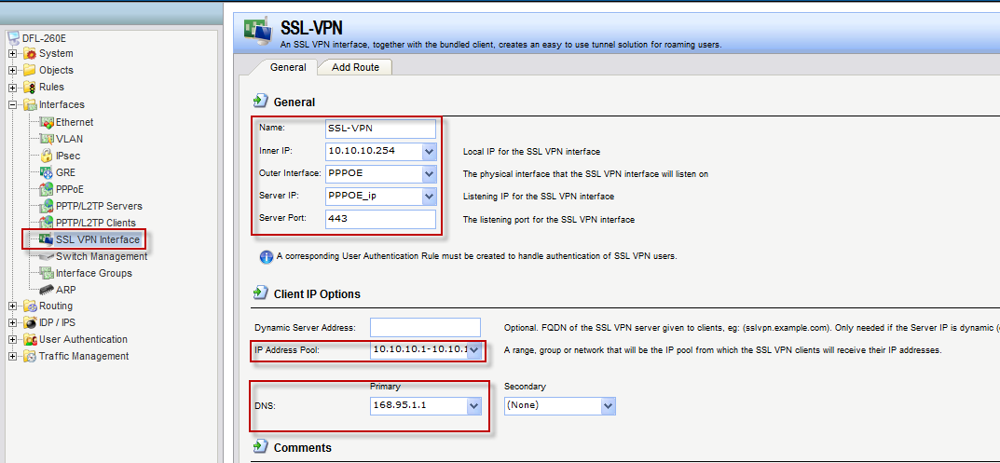 DFL-260E
System
Objects
Rules
Interfaces
Ethernet
VLAN
IPsec
GRE
PPPoE
PPTP/L2TP Servers
PPTP/L2TP Clients
SSL VPN Interface
Switch Management
Interface Groups
ARP
Routing
IDP / IPS
User Authentication
Traffic Management
SSL-VPN
An SSL VPN interface, together with the bundled client, creates an easy to use tunnel solution for roaming users.
General Add Route
General
Name: SSL-VPN
Inner IP: 10.10.10.254 Local IP for the SSL VPN interface
Outer Interface: PPPOE The physical interface that the SSL VPN interface will listen on
Server IP: PPPOE_ip Listening IP for the SSL VPN interface
Server Port: 443 The listening port for the SSL VPN interface
A corresponding User Authentication Rule must be created to handle authentication of SSL VPN users.
Client IP Options
Dynamic Server Address: Optional. FQDN of the SSL VPN server given to clients, eg: (sslvpn.example.com). Only needed if the Server IP is dynamic (
IP Address Pool: 10.10.10.1-10.10.1 A range, group or network that will be the IP pool from which the SSL VPN clients will receive their IP addresses.
Primary Secondary
DNS: 168.95.1.1 (None)
Comments